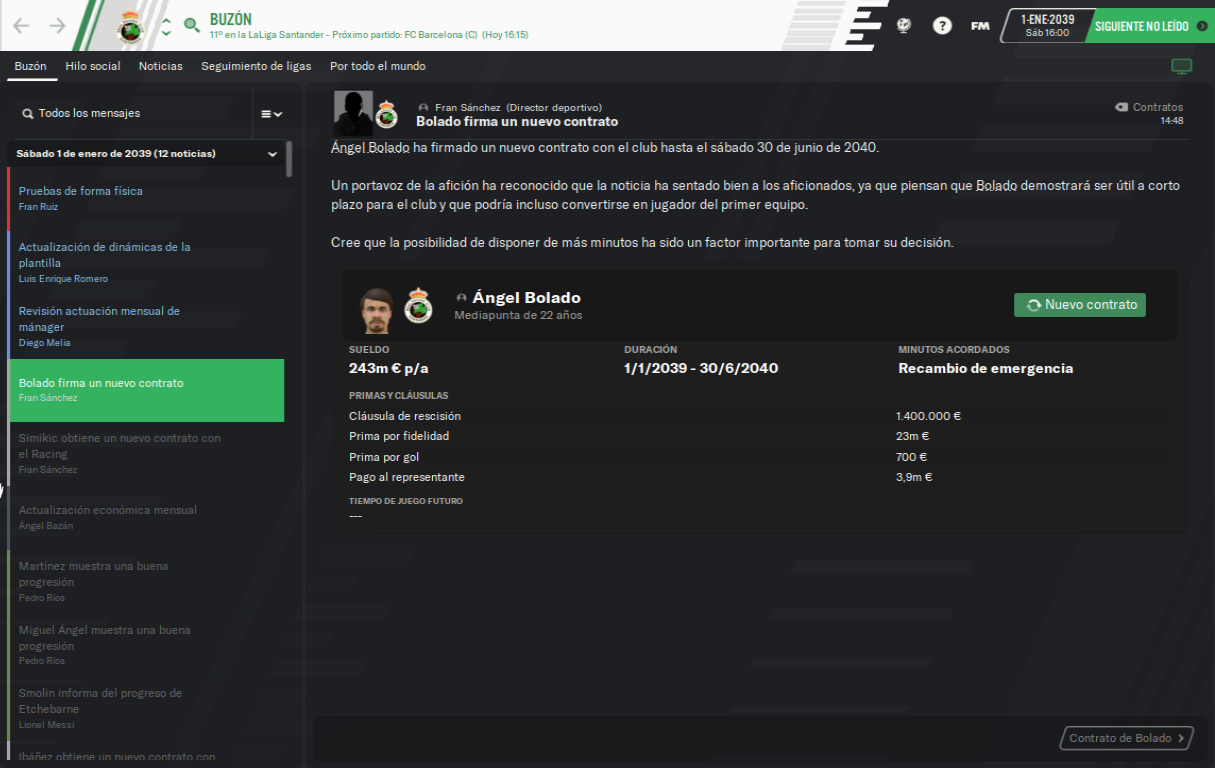 BUZÓN
11º en la LaLiga Santander - Próximo partido: FC Barcelona (C) (Hoy 16:15)
?
FM
1-ENE-2039
Sáb 16:00
SIGUIENTE NO LEÍDO
Buzón
Hilo social
Noticias
Seguimiento de ligas
Por todo el mundo
Todos los mensajes
Sábado 1 de enero de 2039 (12 noticias)
Pruebas de forma física
Fran Ruiz
Actualización de dinámicas de la
plantilla
Luis Enrique Romero
Revisión actuación mensual de
mánager
Diego Melia
Bolado firma un nuevo contrato
Fran Sánchez
Simikic obtiene un nuevo contrato con
el Racing
Fran Sánchez
Actualización económica mensual
Ángel Bazán
Martínez muestra una buena
progresión
Pedro Ríos
Miguel Ángel muestra una buena
progresión
Pedro Ríos
Smolin informa del progreso de
Etchebarne
Lionel Messi
Ibáñez obtiene un nuevo contrato con
Fran Sánchez (Director deportivo)
Bolado firma un nuevo contrato
Contratos
14:48
Ángel Bolado ha firmado un nuevo contrato con el club hasta el sábado 30 de junio de 2040.
Un portavoz de la afición ha reconocido que la noticia ha sentado bien a los aficionados, ya que piensan que Bolado demostrará ser útil a corto
plazo para el club y que podría incluso convertirse en jugador del primer equipo.
Cree que la posibilidad de disponer de más minutos ha sido un factor importante para tomar su decisión.
Ángel Bolado
Mediapunta de 22 años
Nuevo contrato
SUELDO
243m € p/a
DURACIÓN
1/1/2039 - 30/6/2040
MINUTOS ACORDADOS
Recambio de emergencia
PRIMAS Y CLÁUSULAS
Cláusula de rescisión 1.400.000 €
Prima por fidelidad 23m €
Prima por gol 700 €
Pago al representante 3,9m €
TIEMPO DE JUEGO FUTURO
---
Contrato de Bolado